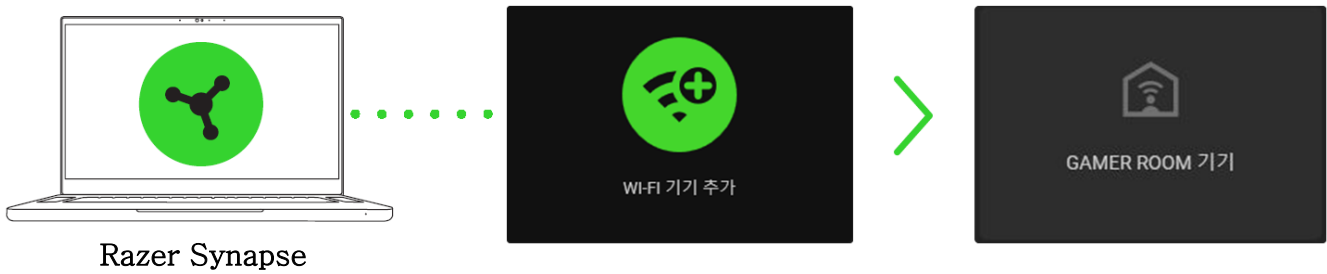 WI-FI 기기 추가
GAMER ROOM 기기
Razer Synapse